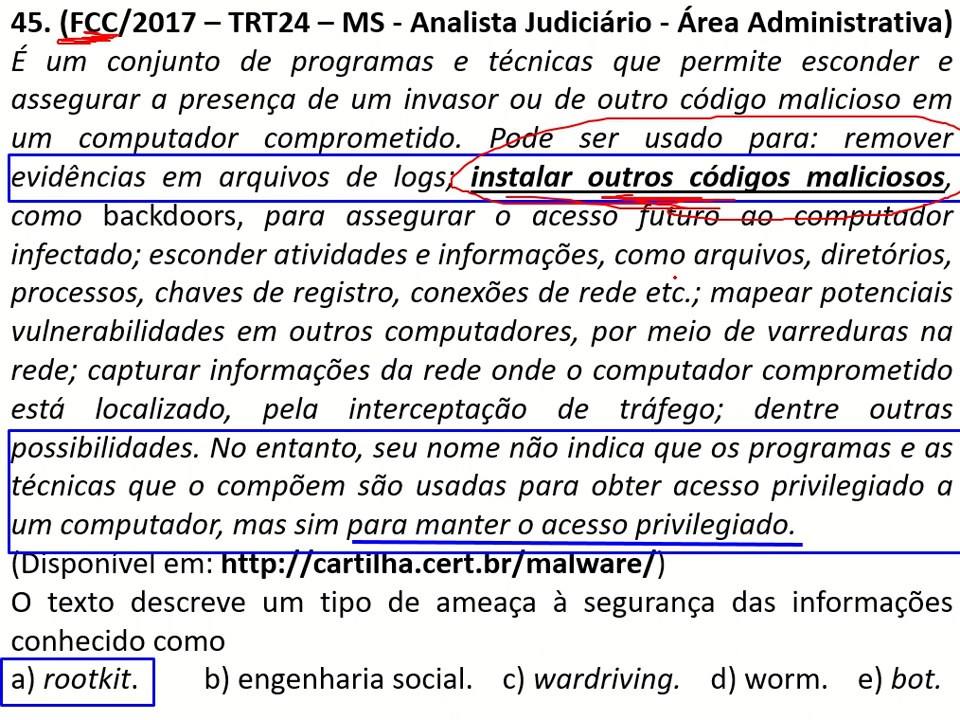 45. (FCC/2017 – TRT24 – MS - Analista Judiciário - Área Administrativa)
É um conjunto de programas e técnicas que permite esconder e
assegurar a presença de um invasor ou de outro código malicioso em
um computador comprometido. Pode ser usado para: remover
evidências em arquivos de logs; instalar outros códigos maliciosos,
como backdoors, para assegurar o acesso futuro ao computador
infectado; esconder atividades e informações, como arquivos, diretórios,
processos, chaves de registro, conexões de rede etc.; mapear potenciais
vulnerabilidades em outros computadores, por meio de varreduras na
rede; capturar informações da rede onde o computador comprometido
está localizado, pela interceptação de tráfego; dentre outras
possibilidades. No entanto, seu nome não indica que os programas e as
técnicas que o compõem são usadas para obter acesso privilegiado a
um computador, mas sim para manter o acesso privilegiado.
(Disponível em: http://cartilha.cert.br/malware/)
O texto descreve um tipo de ameaça à segurança das informações
conhecido como
a) rootkit. b) engenharia social. c) wardriving. d) worm. e) bot.